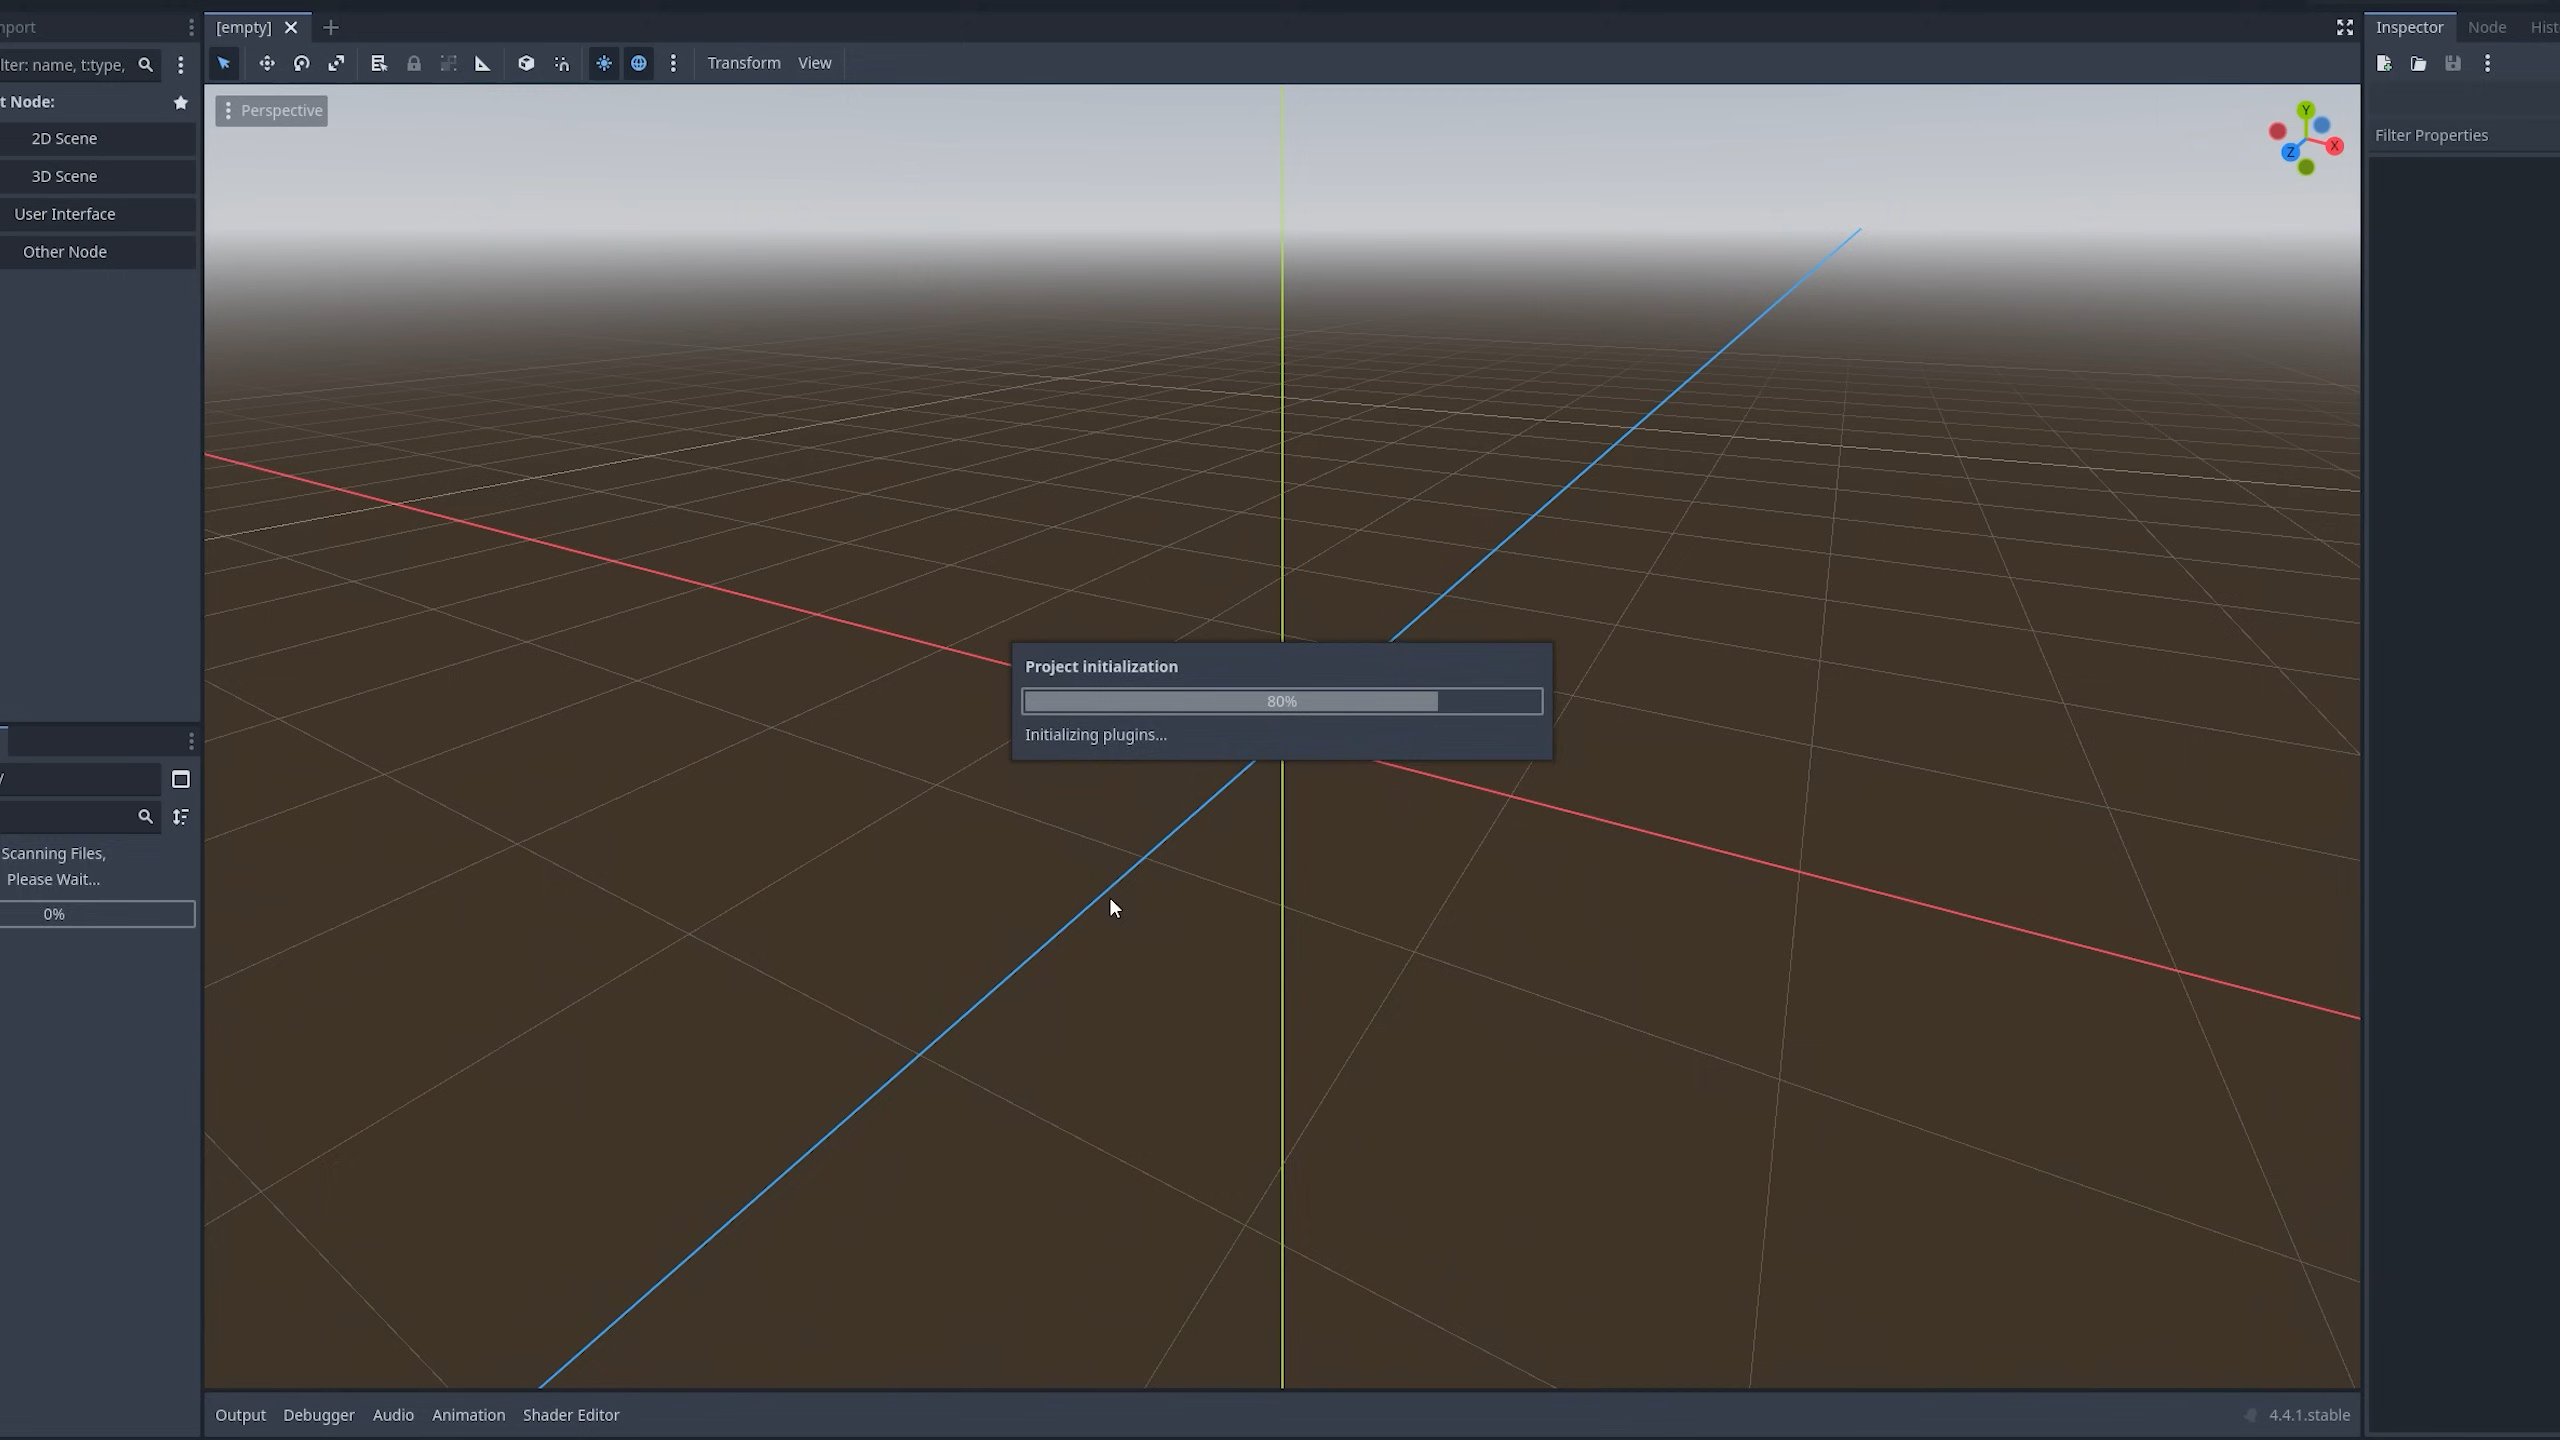 nport
[empty]
Inspector
Node
Hist
lter: name, t:type,
Transform
View
t Node:
Perspective
Y
X
Z
2D Scene
Filter Properties
3D Scene
User Interface
Other Node
Project initialization
80%
Initializing plugins...
/
Scanning Files,
Please Wait...
0%
Output
Debugger
Audio
Animation
Shader Editor
4.4.1.stable